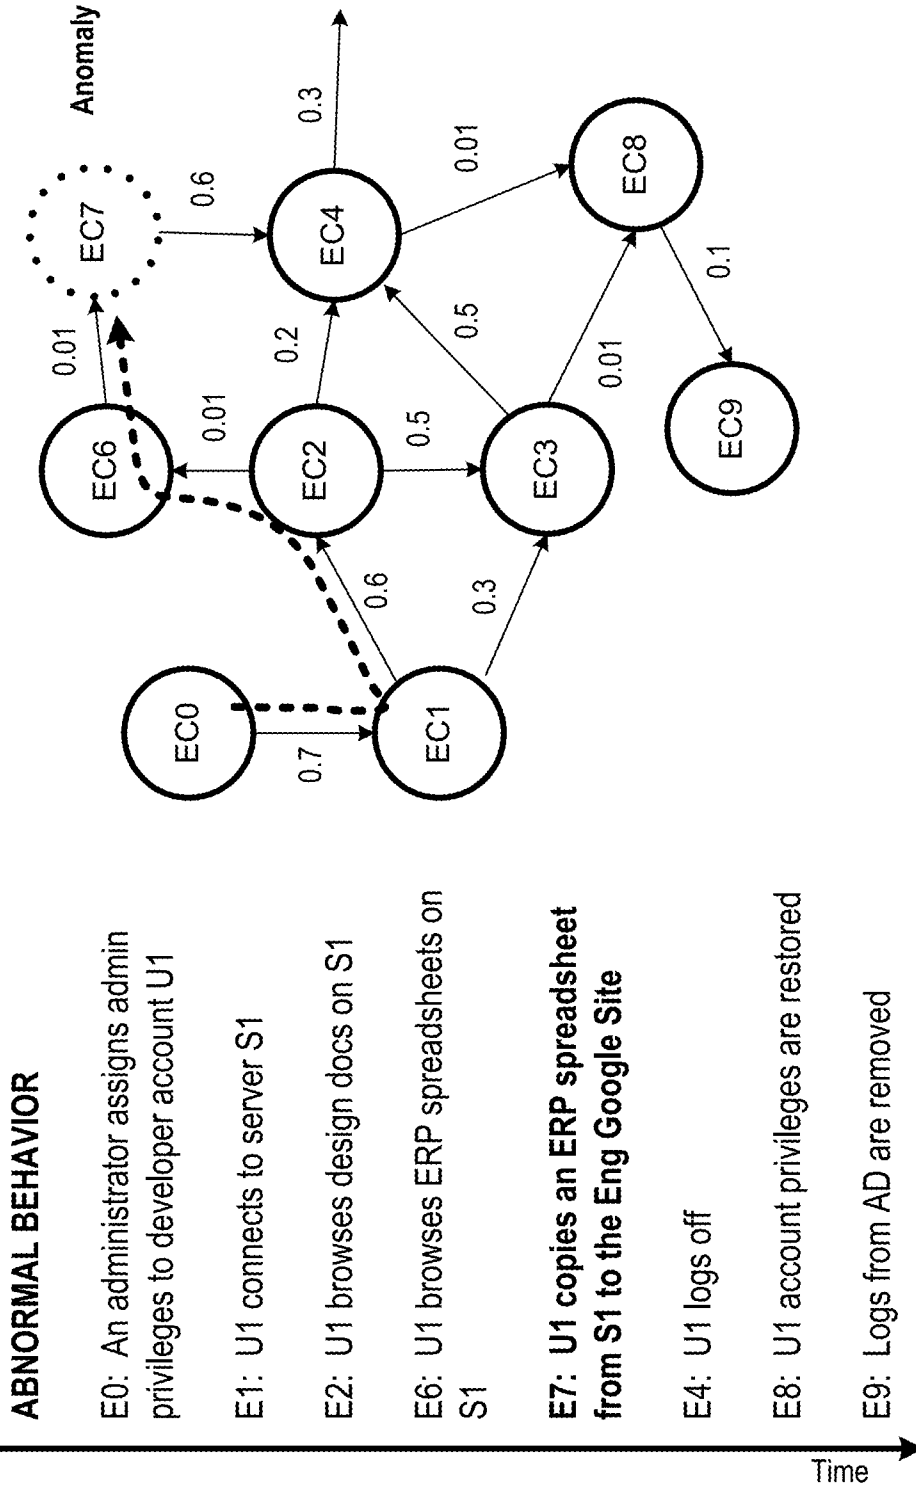 ABNORMAL BEHAVIOR
E0: An administrator assigns admin
privileges to developer account U1
E1: U1 connects to server S1
E2: U1 browses design docs on S1
E6: U1 browses ERP spreadsheets on
S1
E7: U1 copies an ERP spreadsheet
from S1 to the Eng Google Site
E4: U1 logs off
E8: U1 account privileges are restored
E9: Logs from AD are removed
Time
Anomaly
EC7
0.01
0.6
EC6
0.3
0.01
EC0
EC4
0.2
EC2
0.7
0.6
0.5
0.5
0.01
EC1
0.3
EC3
EC8
0.01
0.1
EC9